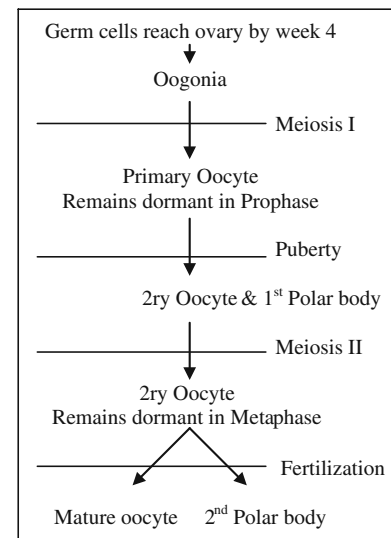 Germ cells reach ovary by week 4
Oogonia
Meiosis I
Primary Oocyte
Remains dormant in Prophase
Puberty
2ry Oocyte & 1st Polar body
Meiosis II
2ry Oocyte
Remains dormant in Metaphase
Fertilization
Mature oocyte 2nd Polar body